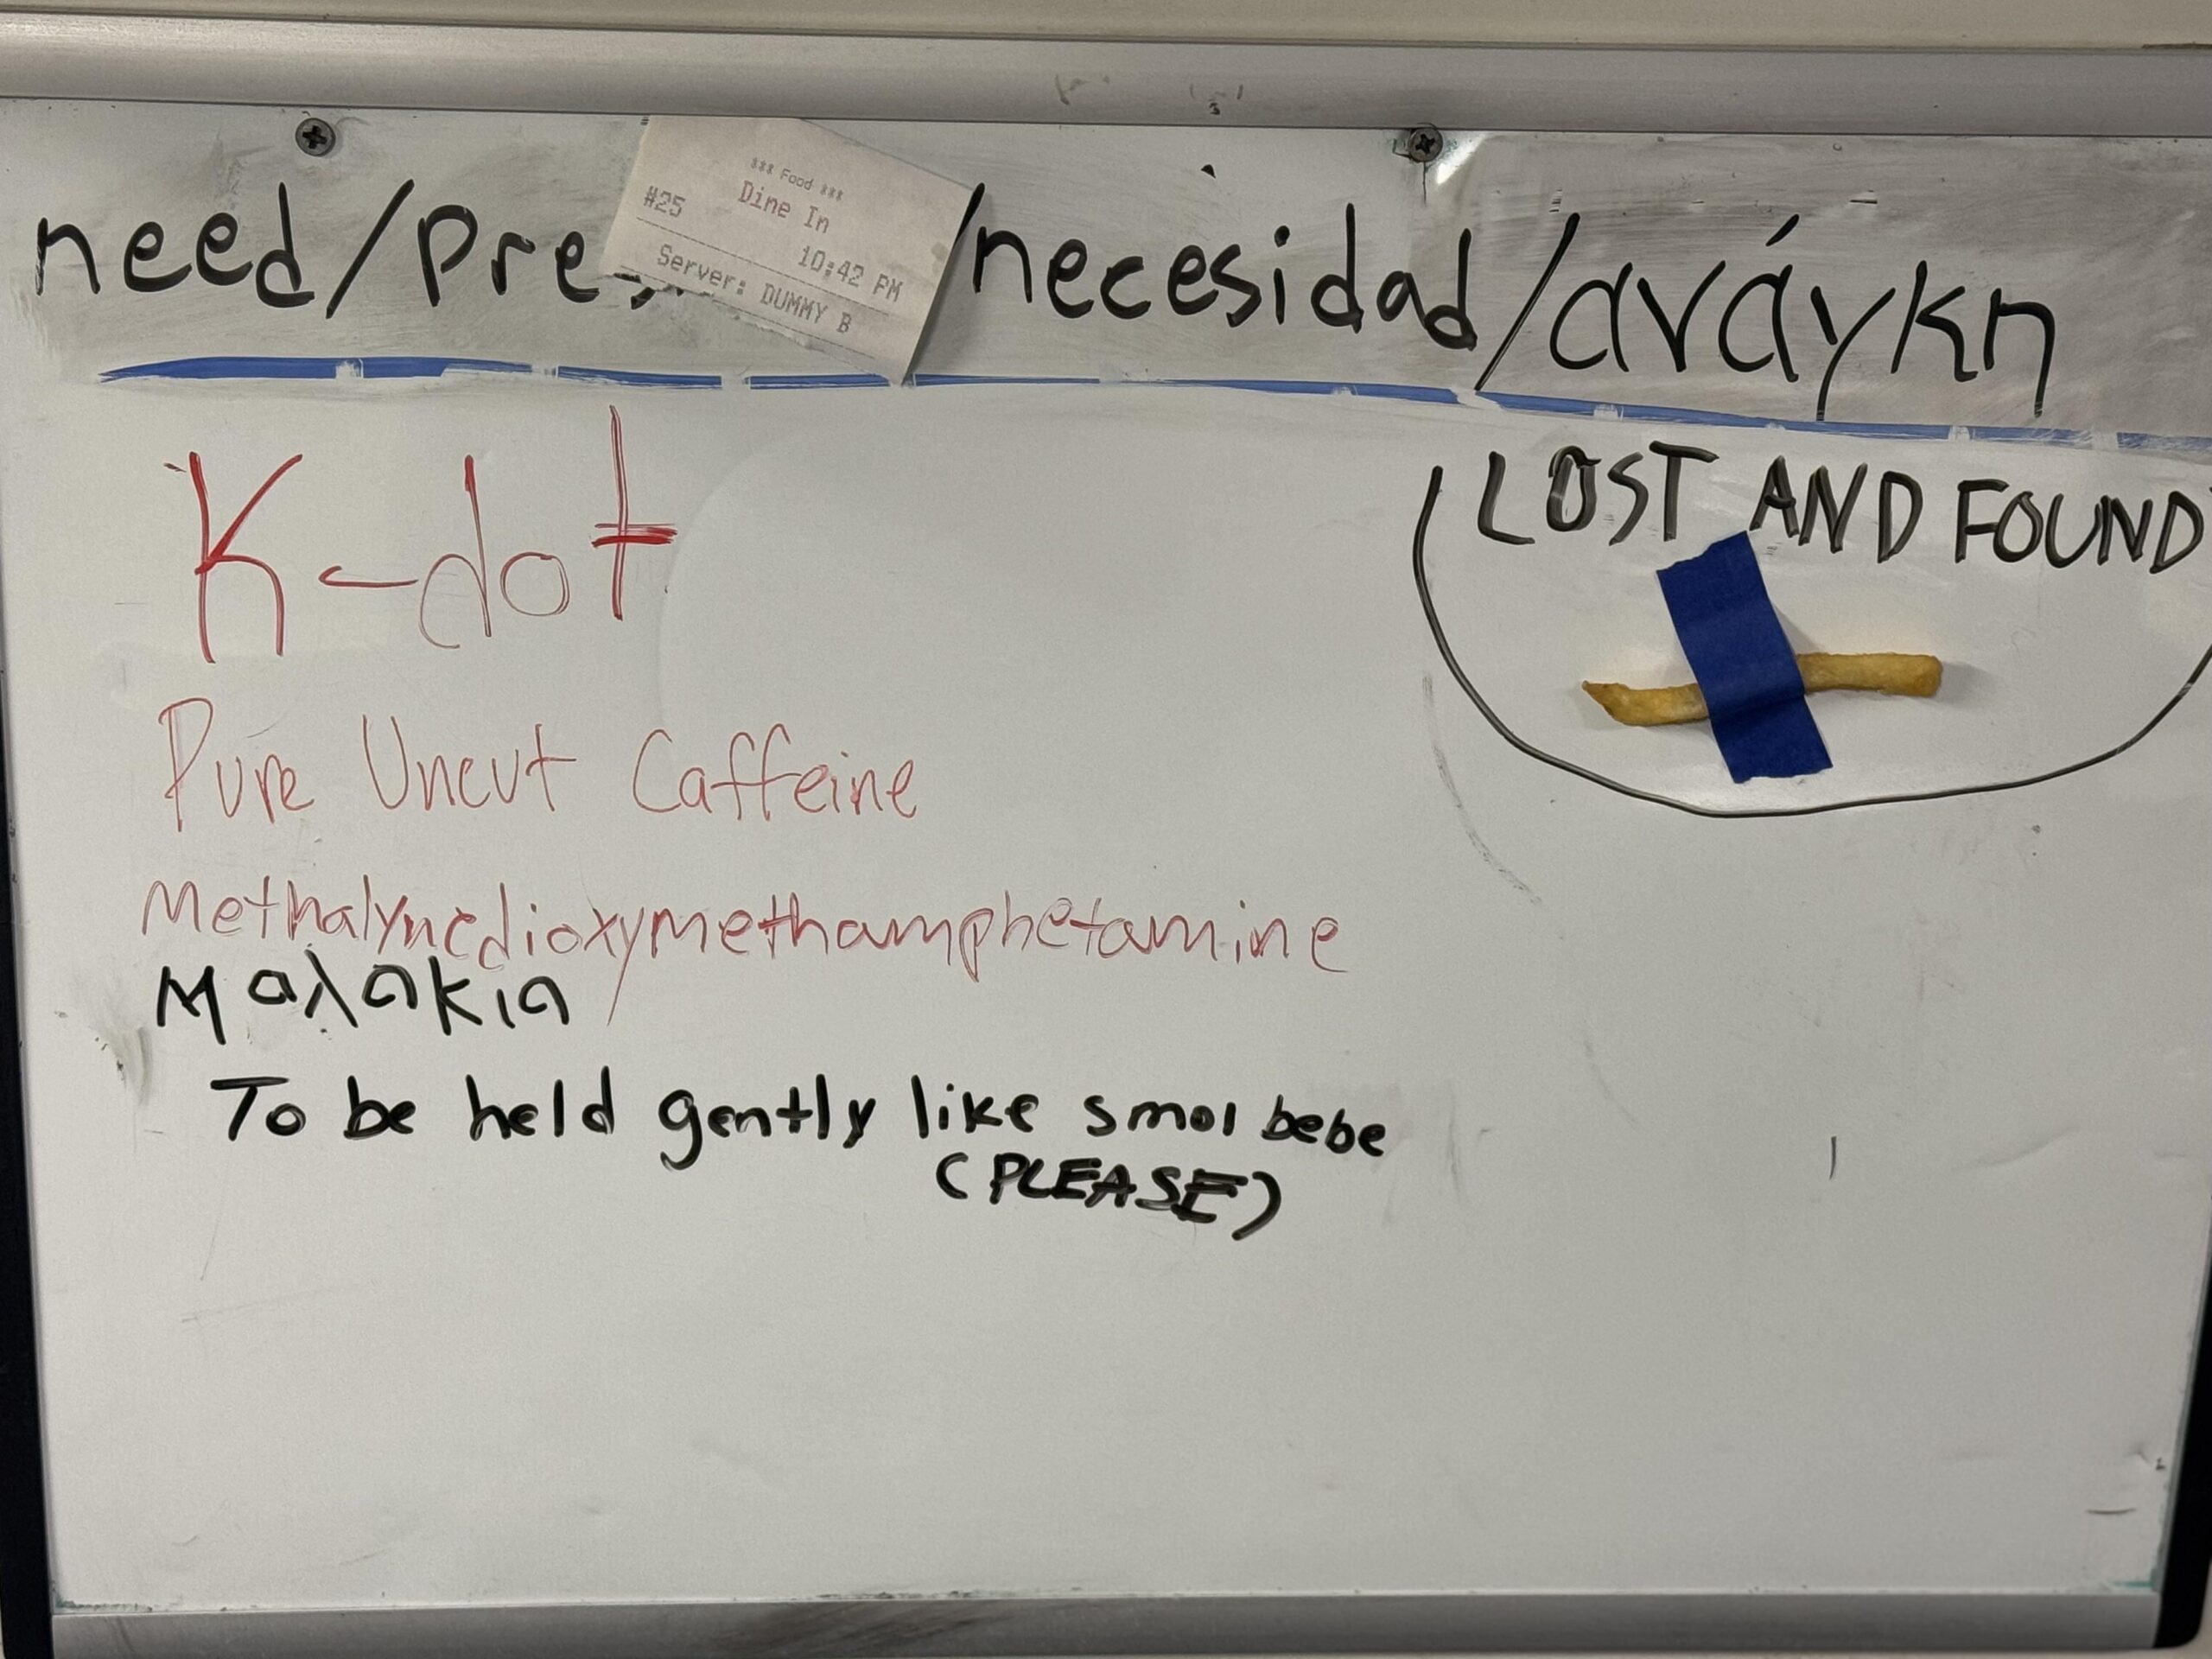 need/pre /necesidad/ανάγκη
*** Food ***
Dine In
#25
10:42 PM
Server: DUMMY B
K-dot
LOST AND FOUND
Pure Uncut Caffeine
Methalynedioxymethamphetamine
Μαλακια
To be held gently like smol bebe
(PLEASE)